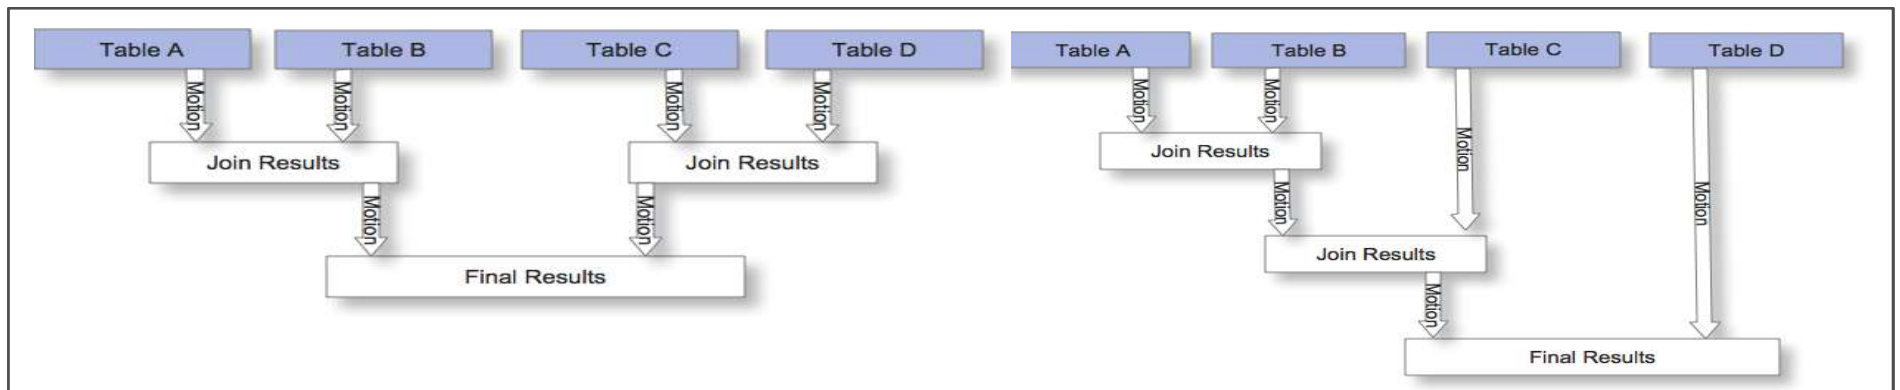 Table A
Table B
Table C
Table D
Motion
Motion
Motion
Motion
Join Results
Join Results
Motion
Motion
Final Results
Table A
Table B
Table C
Table D
Motion
Motion
Motion
Motion
Join Results
Motion
Join Results
Motion
Final Results